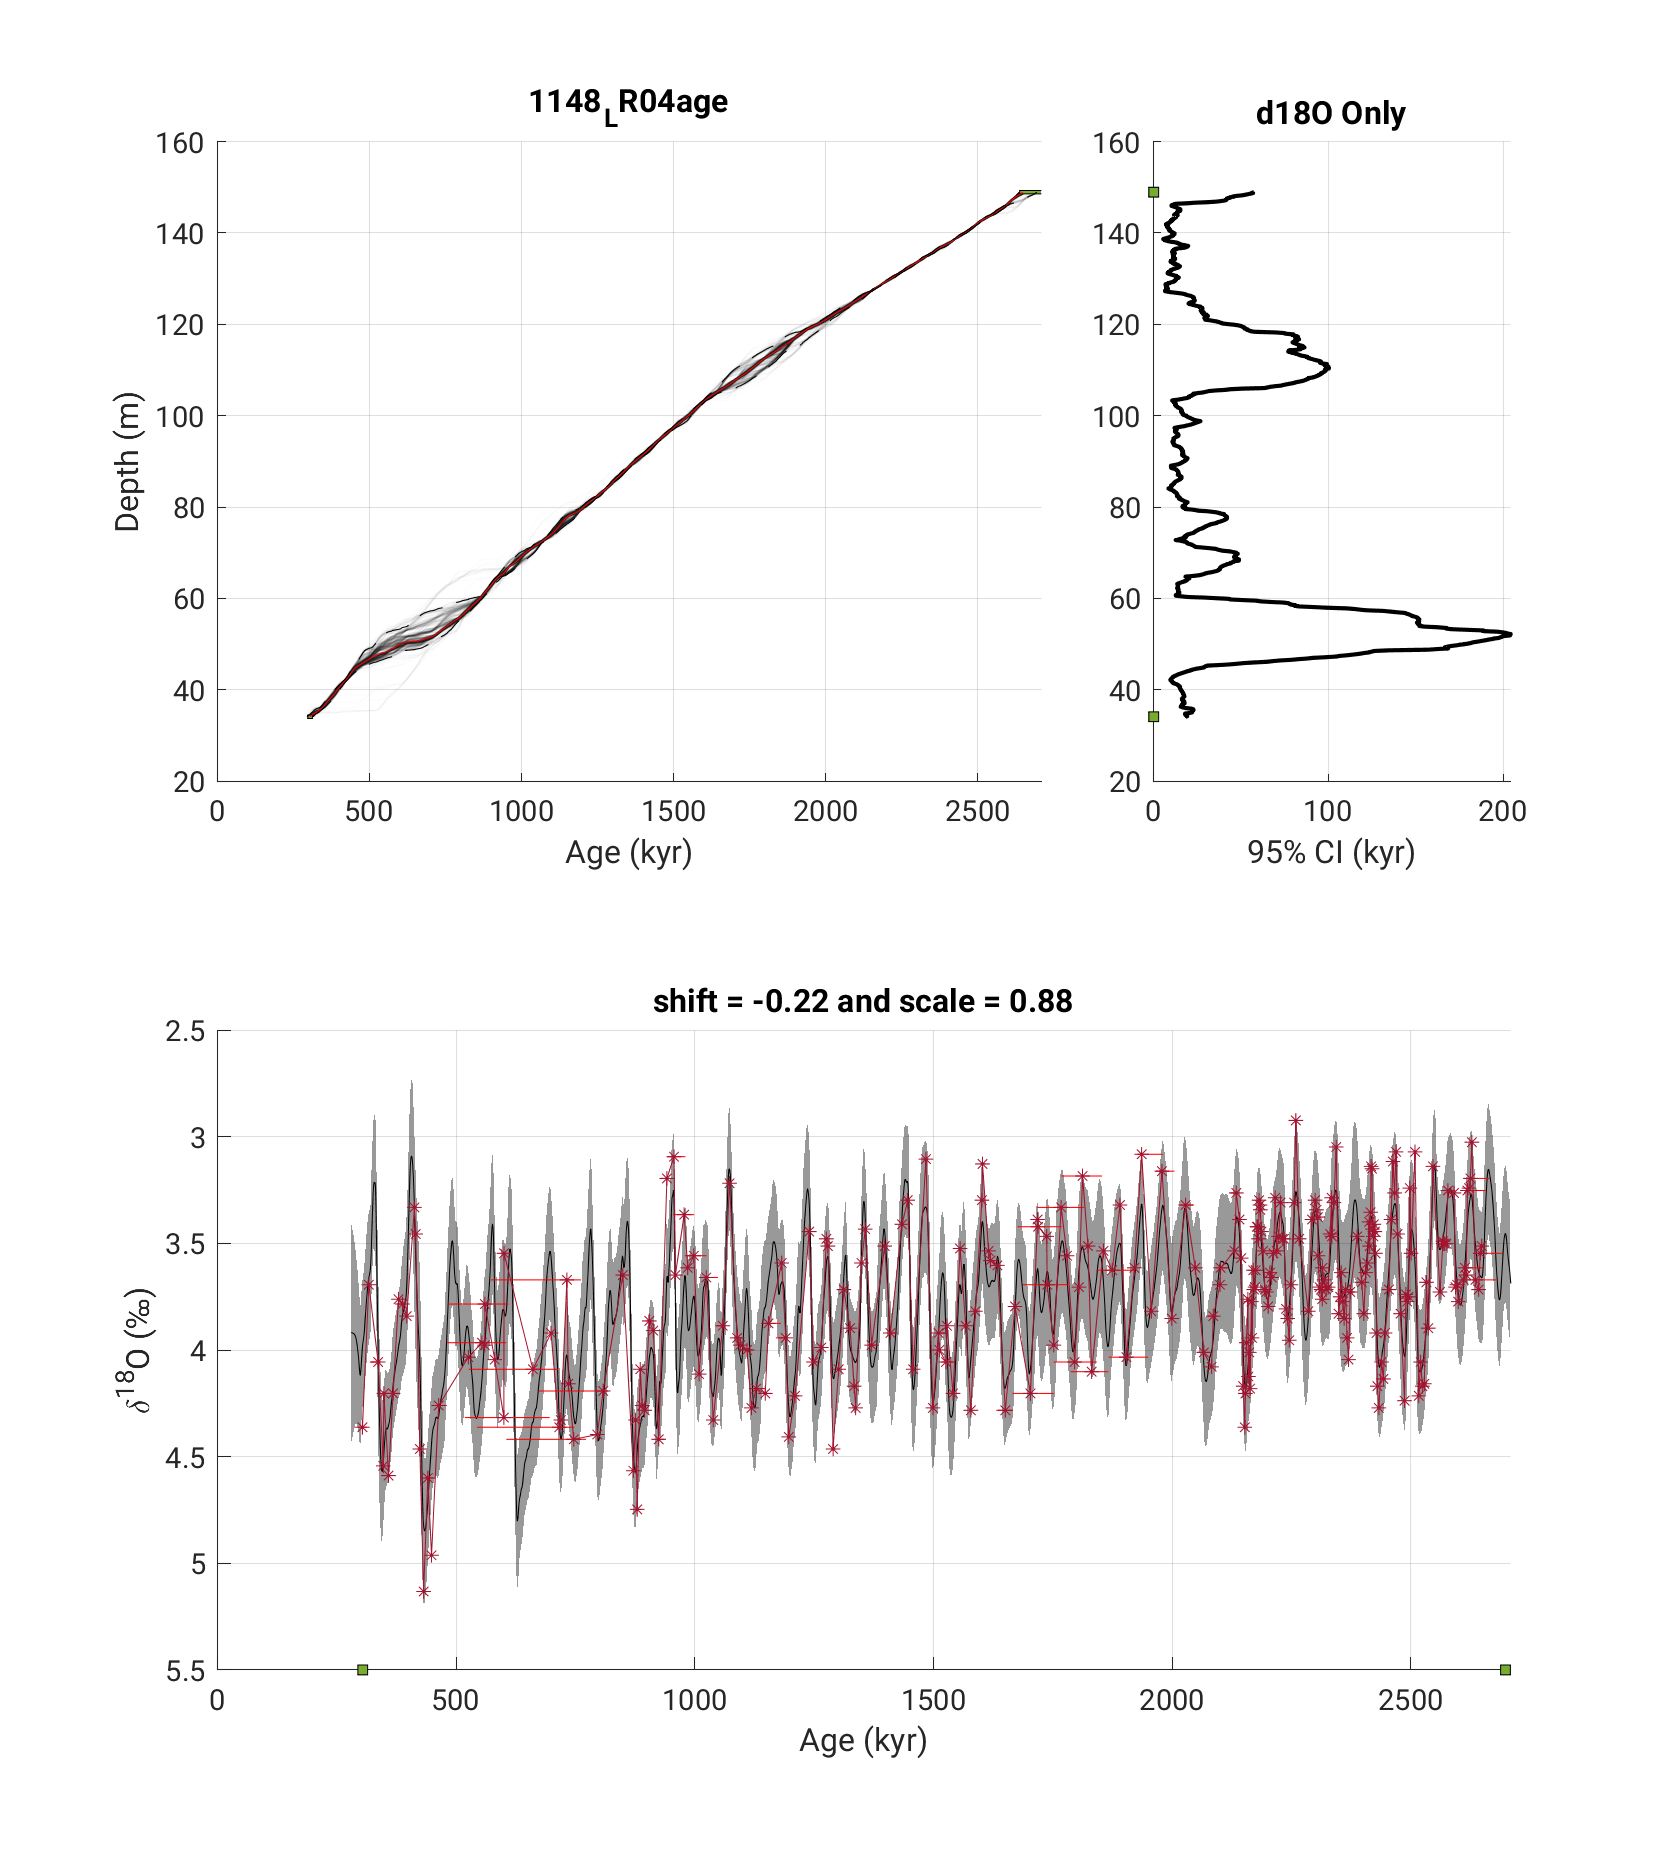 1148LR04age
d18O Only
160
140
120
100
80
60
40
20
Depth (m)
0 500 1000 1500 2000 2500
Age (kyr)
160
140
120
100
80
60
40
20
0 100 200
95% CI (kyr)
shift = -0.22 and scale = 0.88
2.5
3
3.5
4
4.5
5
5.5
δ18O (‰)
0 500 1000 1500 2000 2500
Age (kyr)